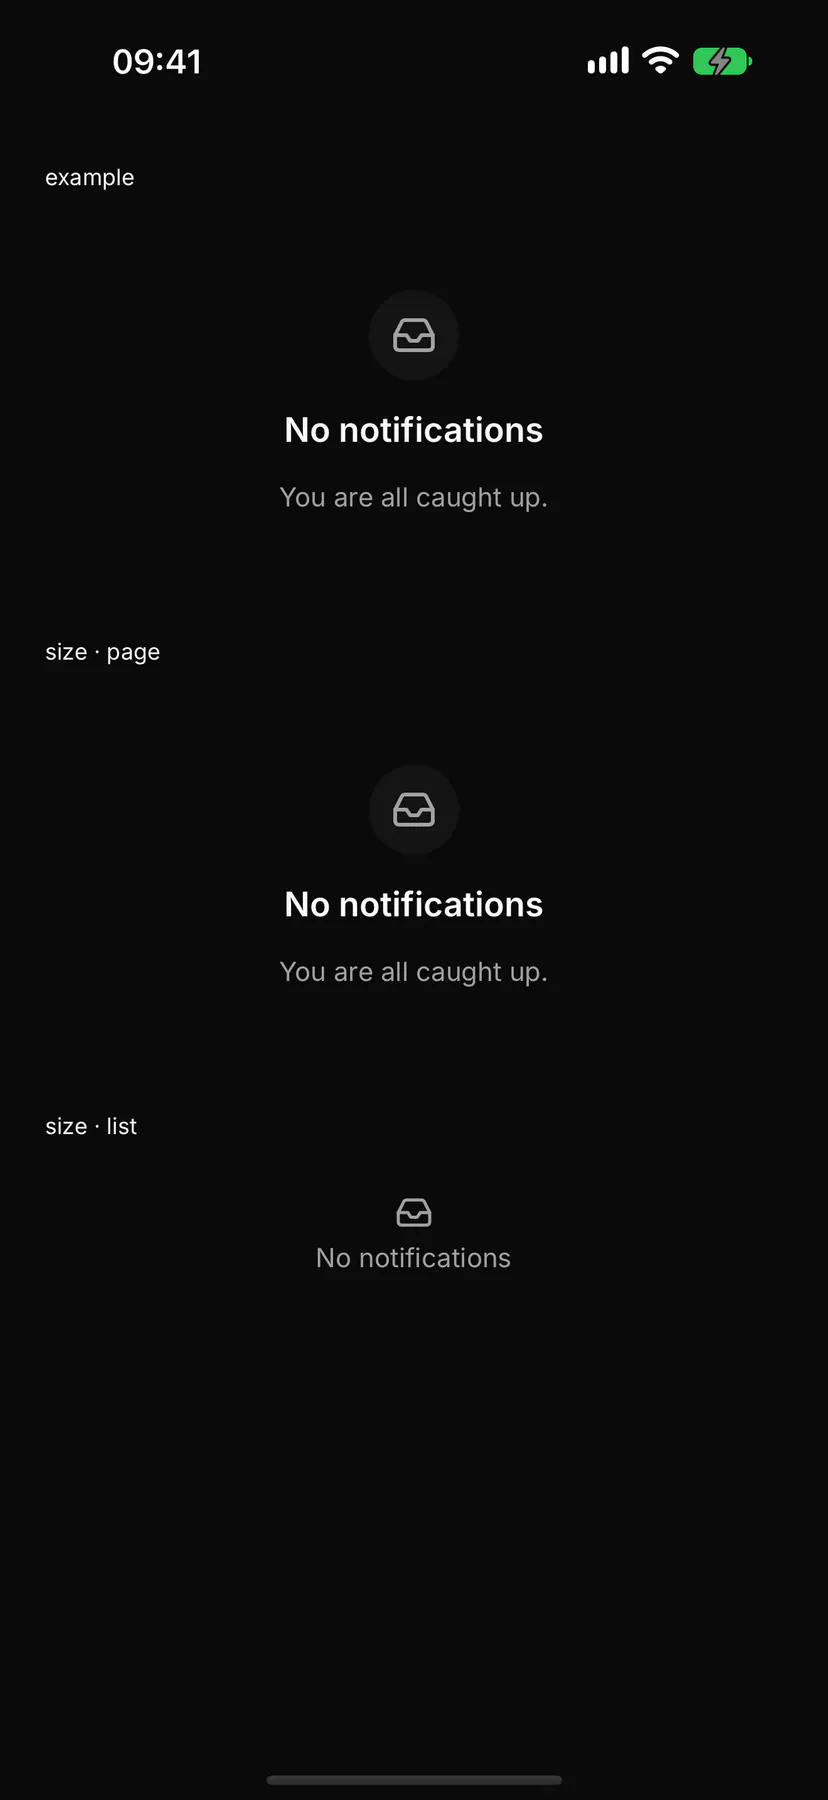 09:41
example
No notifications
You are all caught up.
size · page
No notifications
You are all caught up.
size · list
No notifications